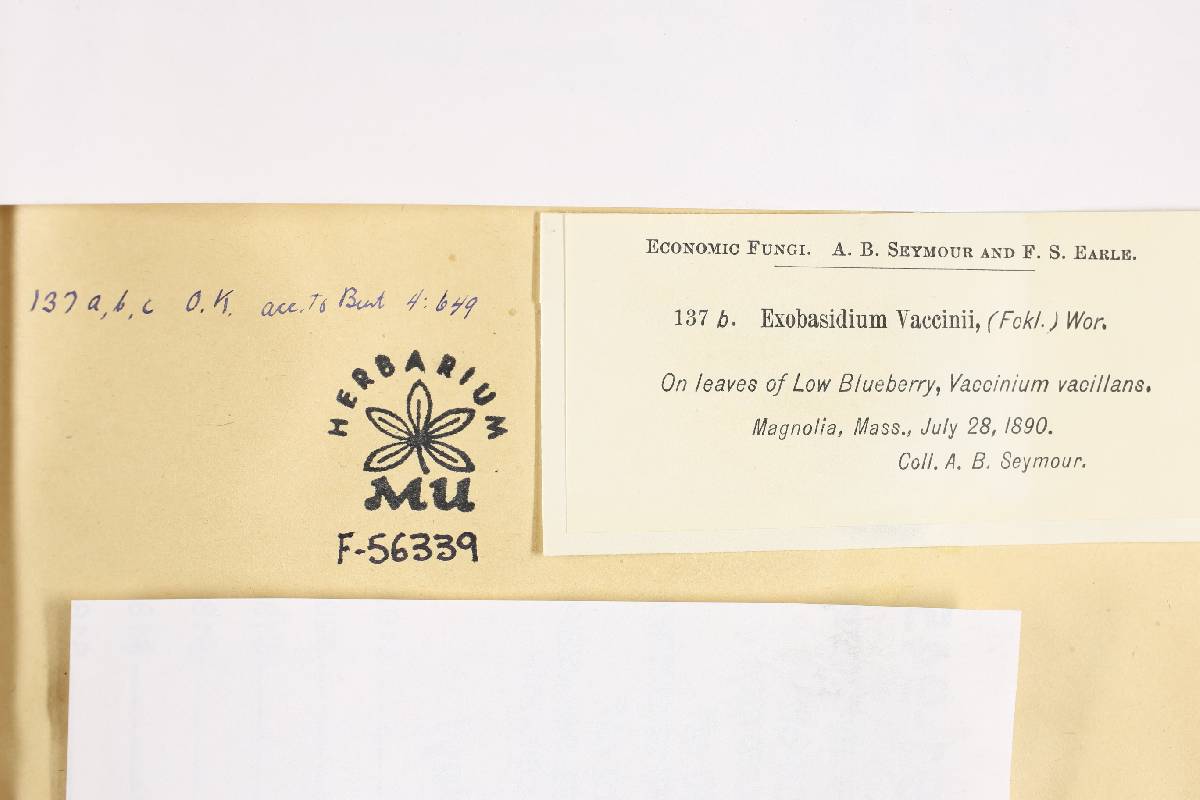 137 a, b, c O.K. acc. to Burt 4: 649
HERBARIUM
MU
F-56339
ECONOMIC FUNGI. A. B. SEYMOUR AND F. S. EARLE.
137 b. Exobasidium Vaccinii, (Fckl.) Wor.
On leaves of Low Blueberry, Vaccinium vacillans.
Magnolia, Mass., July 28, 1890.
Coll. A. B. Seymour.